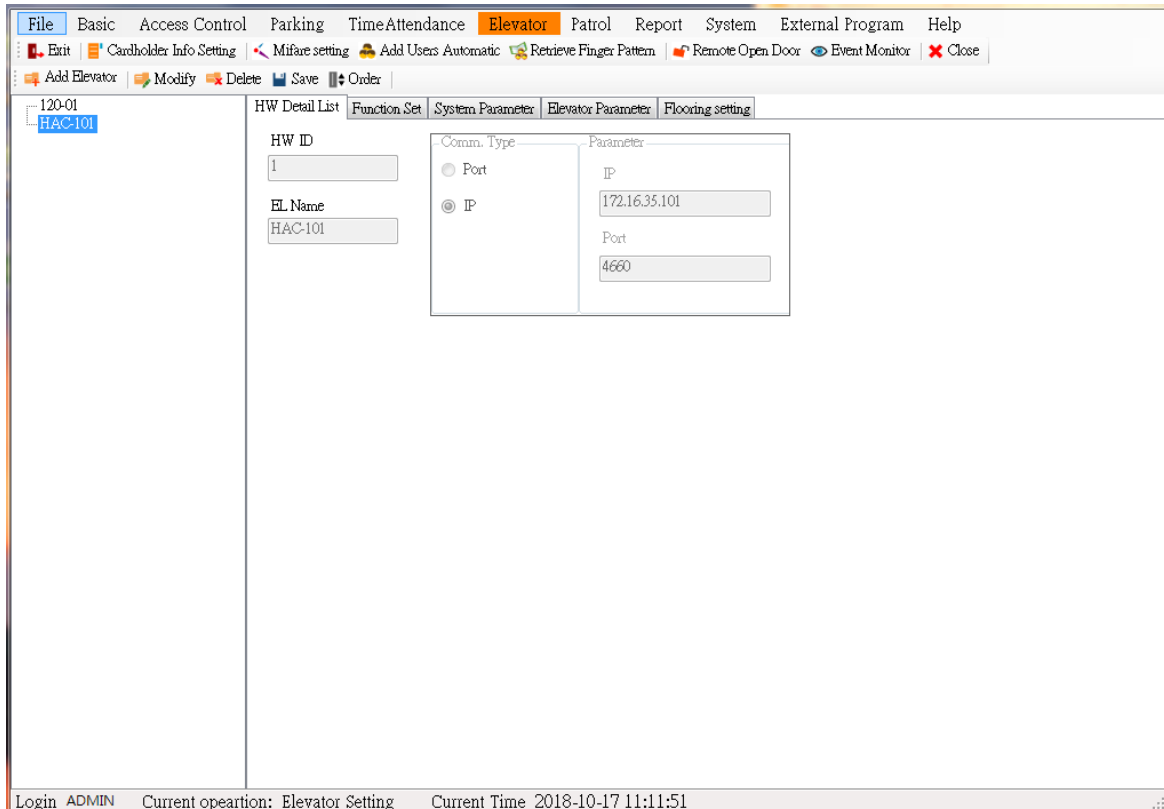 File Basic Access Control Parking TimeAttendance Elevator Patrol Report System External Program Help
Exit Cardholder Info Setting Mifare setting Add Users Automatic Retrieve Finger Pattern Remote Open Door Event Monitor Close
Add Elevator Modify Delete Save Order
120-01
HAC-101
HW Detail List Function Set System Parameter Elevator Parameter Flooring setting
HW ID
1
EL Name
HAC-101
Comm. Type
Port
IP
Parameter
IP
172.16.35.101
Port
4660
Login ADMIN Current opeartion: Elevator Setting Current Time 2018-10-17 11:11:51